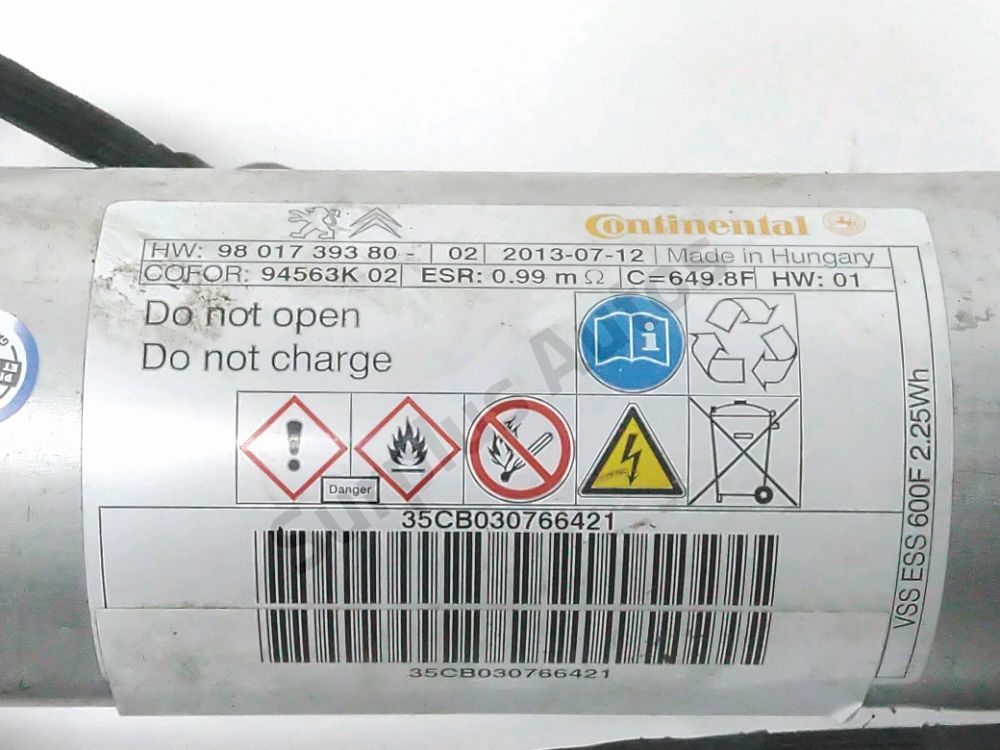 Continental
HW: 98 017 393 80 - 02 2013-07-12 Made in Hungary
COFOR: 94563K 02 ESR: 0.99 m Ω C=649.8F HW: 01
Do not open
Do not charge
i
Danger
35CB030766421
35CB030766421
VSS ESS 600F 2.25Wh